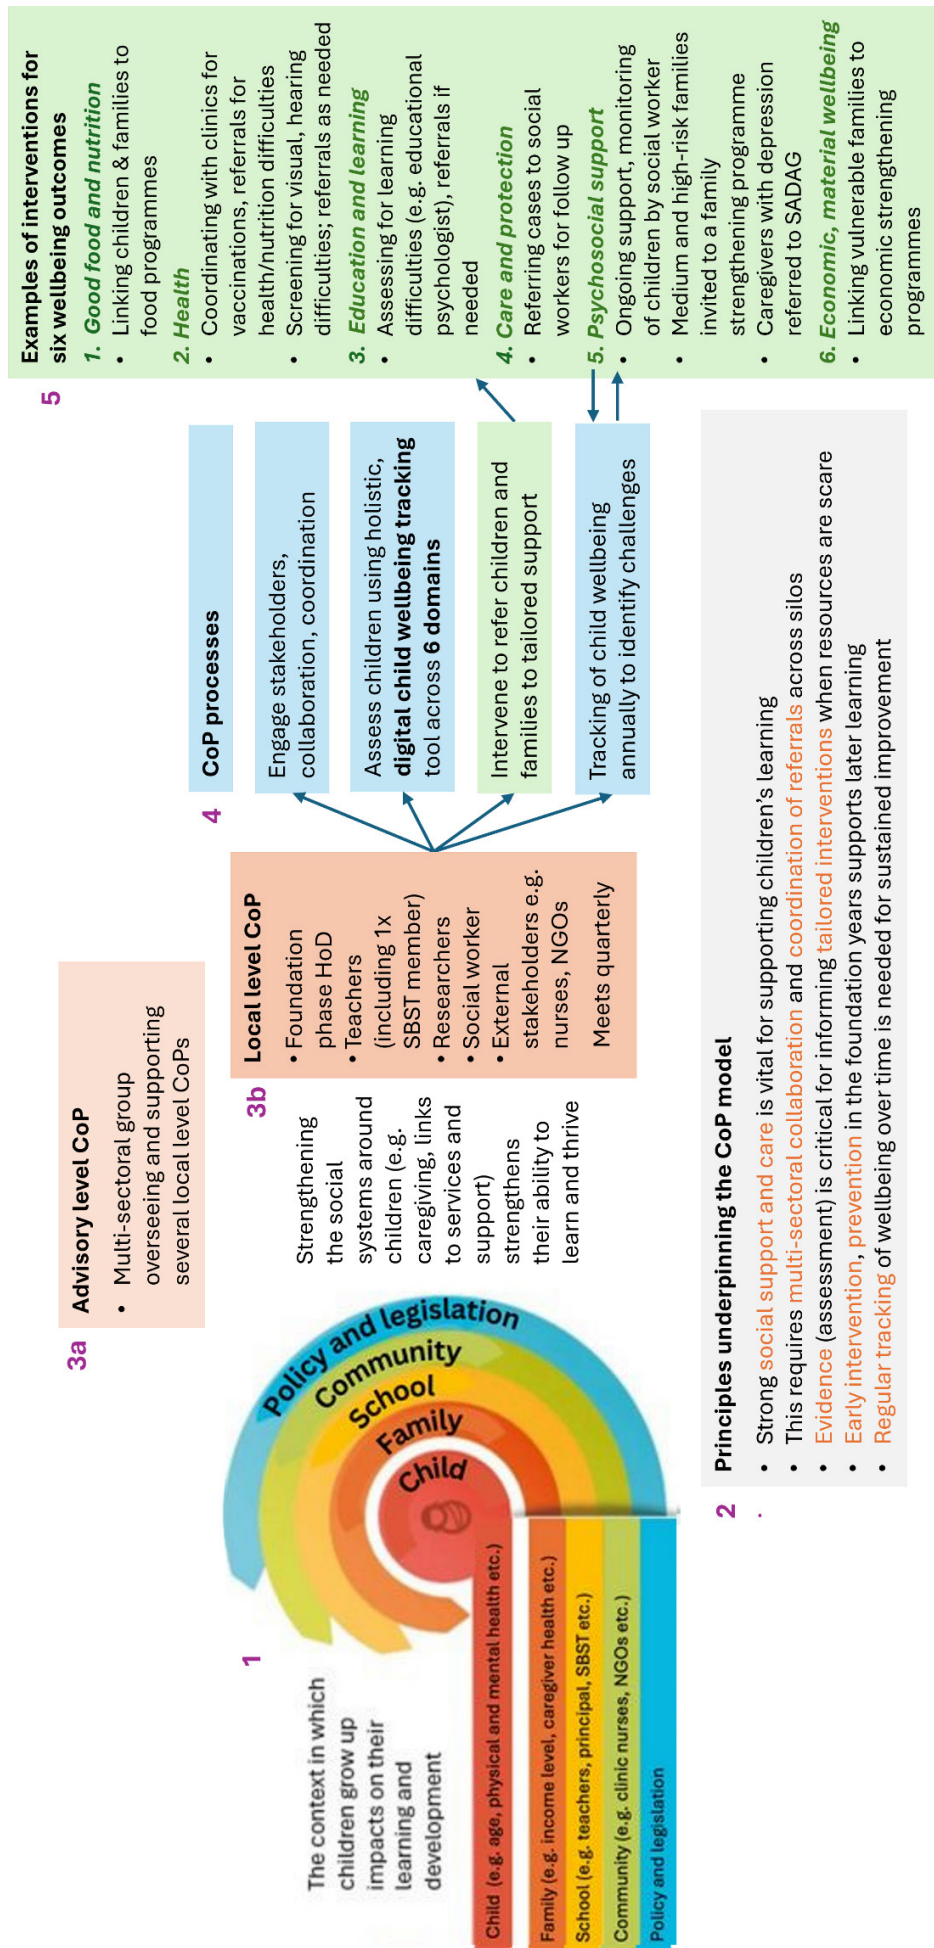 1
The context in which
children grow up
impacts on their
learning and
development
Policy and legislation
Community
School
Family
Child
Child (e.g. age, physical and mental health etc.)
Family (e.g. income level, caregiver health etc.)
School (e.g. teachers, principal, SBST etc.)
Community (e.g. clinic nurses, NGOs etc.)
Policy and legislation
2
.
Principles underpinning the CoP model
• Strong social support and care is vital for supporting children's learning
• This requires multi-sectoral collaboration and coordination of referrals across silos
• Evidence (assessment) is critical for informing tailored interventions when resources are scare
• Early intervention, prevention in the foundation years supports later learning
• Regular tracking of wellbeing over time is needed for sustained improvement
3a
Advisory level CoP
• Multi-sectoral group
overseeing and supporting
several local level CoPs
Strengthening
the social
systems around
children (e.g.
caregiving, links
to services and
support)
strengthens
their ability to
learn and thrive
3b
Local level CoP
• Foundation
phase HoD
• Teachers
(including 1x
SBST member)
• Researchers
• Social worker
• External
stakeholders e.g.
nurses, NGOs
Meets quarterly
4
CoP processes
Engage stakeholders,
collaboration, coordination
Assess children using holistic,
digital child wellbeing tracking
tool across 6 domains
Intervene to refer children and
families to tailored support
Tracking of child wellbeing
annually to identify challenges
5
Examples of interventions for
six wellbeing outcomes
1. Good food and nutrition
• Linking children & families to
food programmes
2. Health
• Coordinating with clinics for
vaccinations, referrals for
health/nutrition difficulties
• Screening for visual, hearing
difficulties; referrals as needed
3. Education and learning
• Assessing for learning
difficulties (e.g. educational
psychologist), referrals if
needed
4. Care and protection
• Referring cases to social
workers for follow up
5. Psychosocial support
• Ongoing support, monitoring
of children by social worker
• Medium and high-risk families
invited to a family
strengthening programme
• Caregivers with depression
referred to SADAG
6. Economic, material wellbeing
• Linking vulnerable families to
economic strengthening
programmes